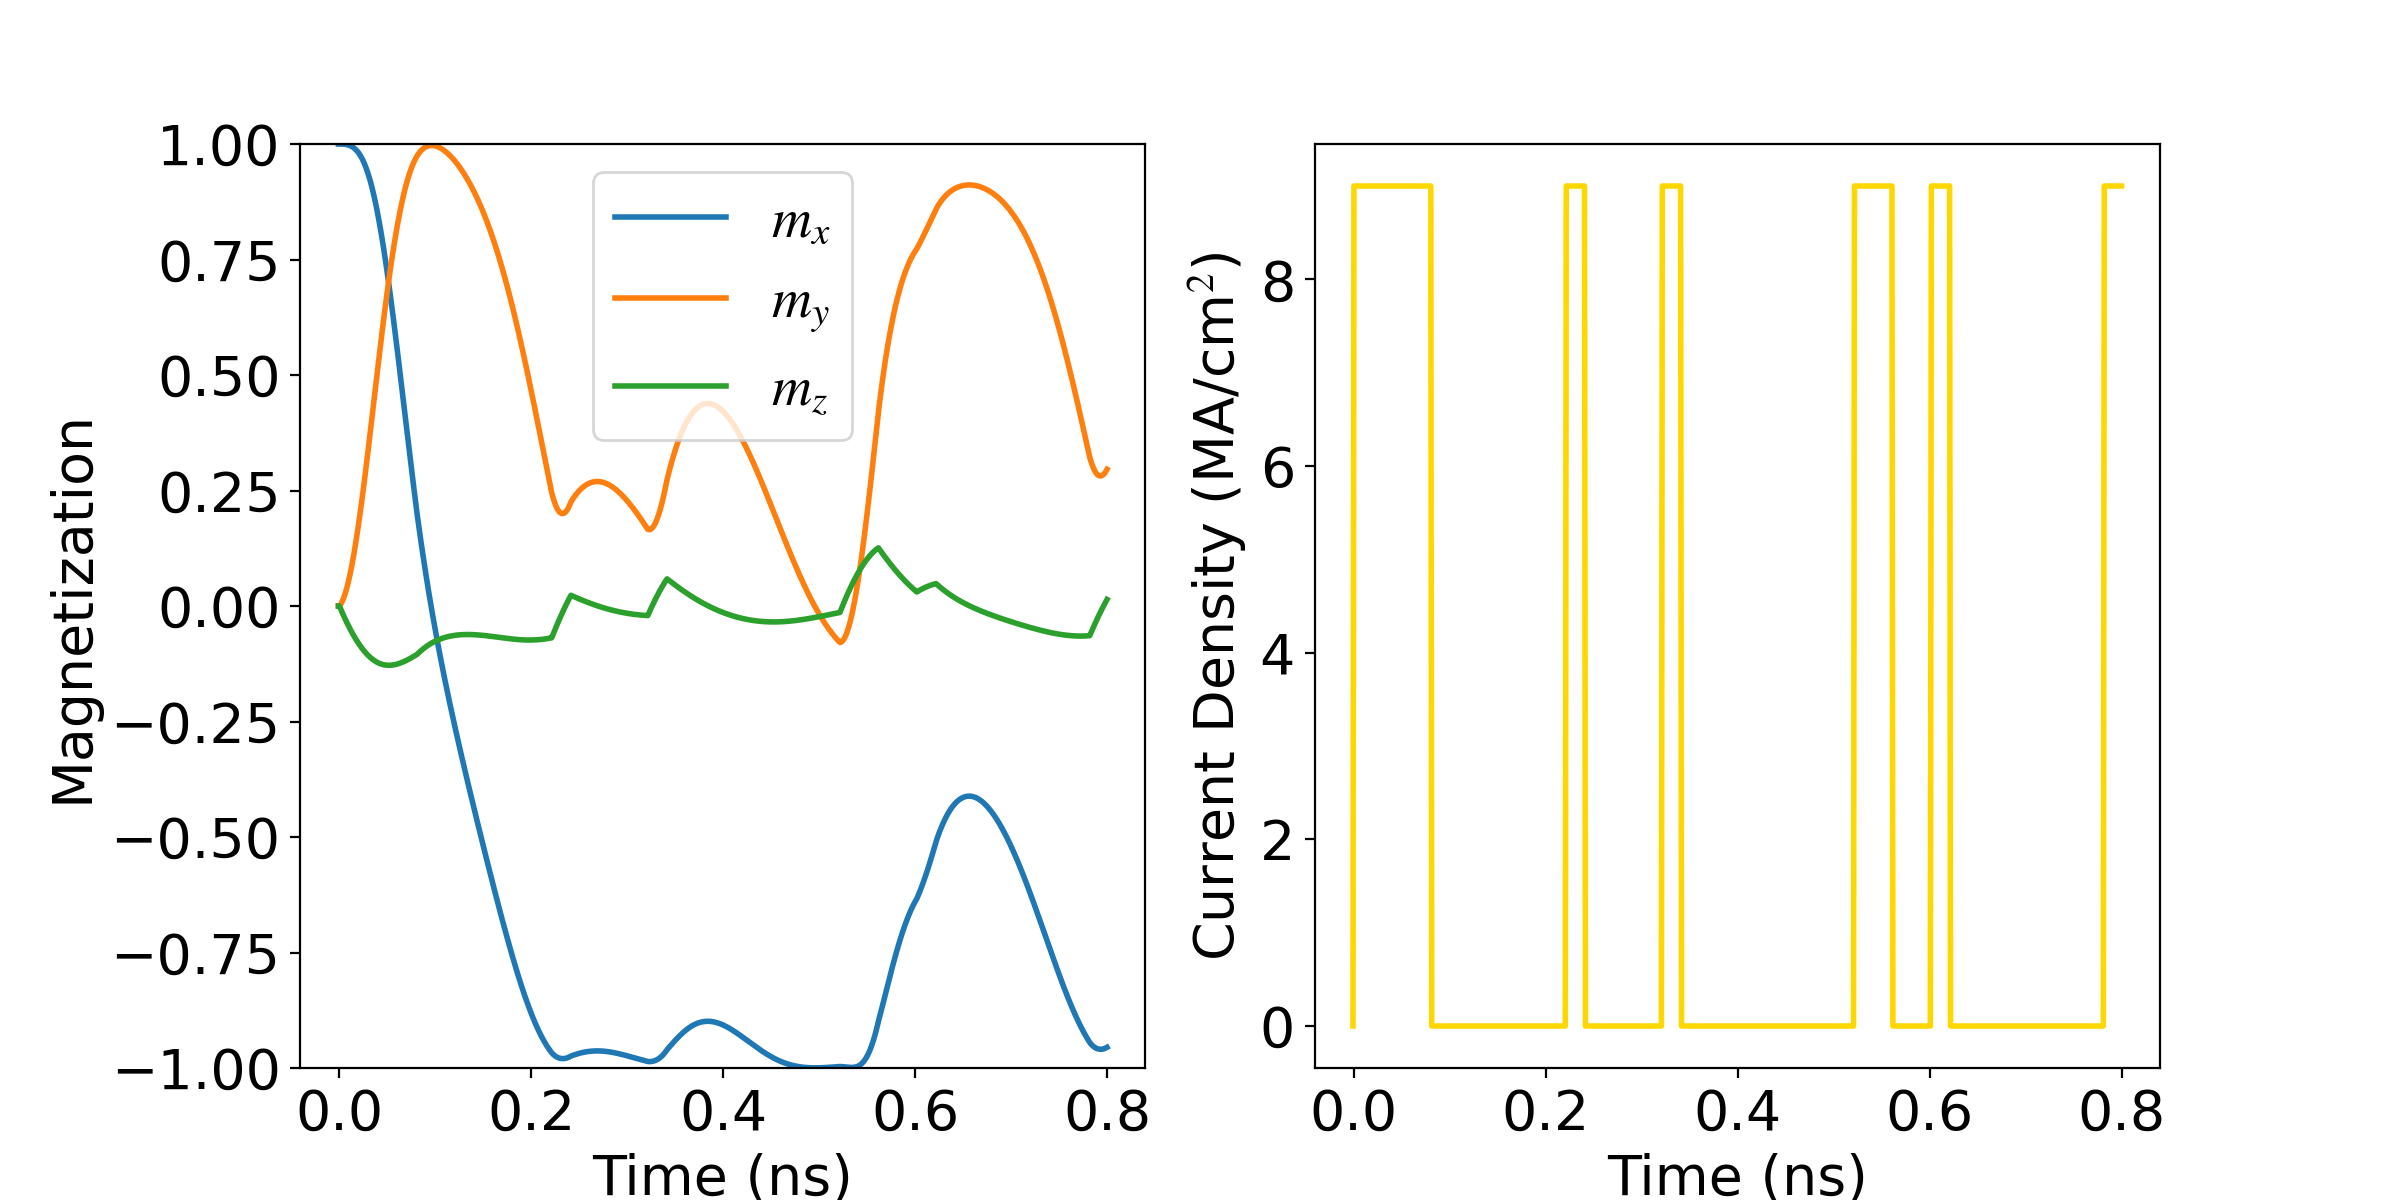 1.00
0.75
0.50
0.25
0.00
−0.25
−0.50
−0.75
−1.00
Magnetization
0.0 0.2 0.4 0.6 0.8
Time (ns)
mₓ
m_y
m_z
8
6
4
2
0
Current Density (MA/cm²)
0.0 0.2 0.4 0.6 0.8
Time (ns)